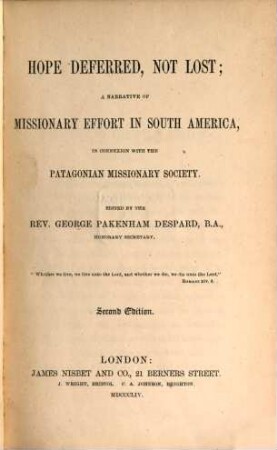 HOPE DEFERRED, NOT LOST;
A NARRATIVE OF
MISSIONARY EFFORT IN SOUTH AMERICA,
IN CONNEXION WITH THE
PATAGONIAN MISSIONARY SOCIETY.
EDITED BY THE
REV. GEORGE PAKENHAM DESPARD, B.A.,
HONORARY SECRETARY.
"Whether we live, we live unto the Lord, and whether we die, we die unto the Lord."
ROMANS XIV. 8.
Second Edition.
LONDON:
JAMES NISBET AND CO., 21 BERNERS STREET.
J. WRIGHT, BRISTOL. C. A. JOHNSON, BRIGHTON.
MDCCCLIV.